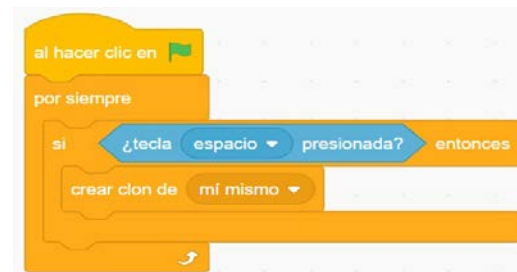 al hacer clic en
por siempre
si ¿tecla espacio presionada? entonces
crear clon de mí mismo